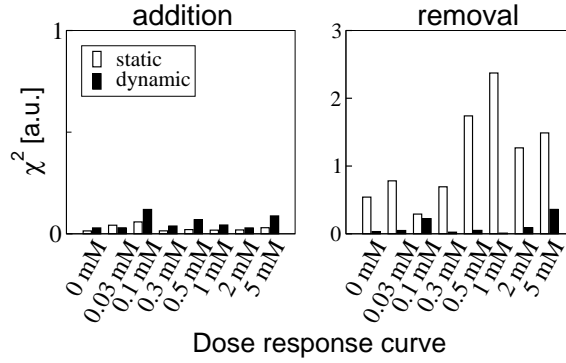 addition
removal
1
0
static
dynamic
χ² [a.u.]
3
2
1
0
0 mM
0.03 mM
0.1 mM
0.3 mM
0.5 mM
1 mM
2 mM
5 mM
0 mM
0.03 mM
0.1 mM
0.3 mM
0.5 mM
1 mM
2 mM
5 mM
Dose response curve